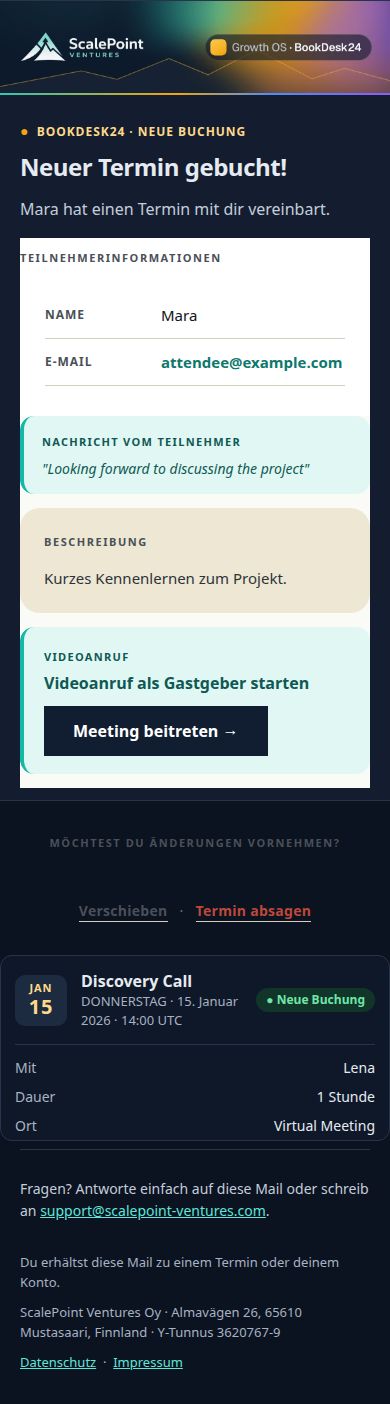 ScalePoint
VENTURES
Growth OS · BookDesk24
● BOOKDESK24 · NEUE BUCHUNG
Neuer Termin gebucht!
Mara hat einen Termin mit dir vereinbart.
TEILNEHMERINFORMATIONEN
NAME Mara
E-MAIL attendee@example.com
NACHRICHT VOM TEILNEHMER
"Looking forward to discussing the project"
BESCHREIBUNG
Kurzes Kennenlernen zum Projekt.
VIDEOANRUF
Videoanruf als Gastgeber starten
Meeting beitreten →
MÖCHTEST DU ÄNDERUNGEN VORNEHMEN?
Verschieben · Termin absagen
JAN
15
Discovery Call
DONNERSTAG · 15. Januar
2026 · 14:00 UTC
● Neue Buchung
Mit Lena
Dauer 1 Stunde
Ort Virtual Meeting
Fragen? Antworte einfach auf diese Mail oder schreib
an support@scalepoint-ventures.com.
Du erhältst diese Mail zu einem Termin oder deinem
Konto.
ScalePoint Ventures Oy · Almavägen 26, 65610
Mustasaari, Finnland · Y-Tunnus 3620767-9
Datenschutz · Impressum